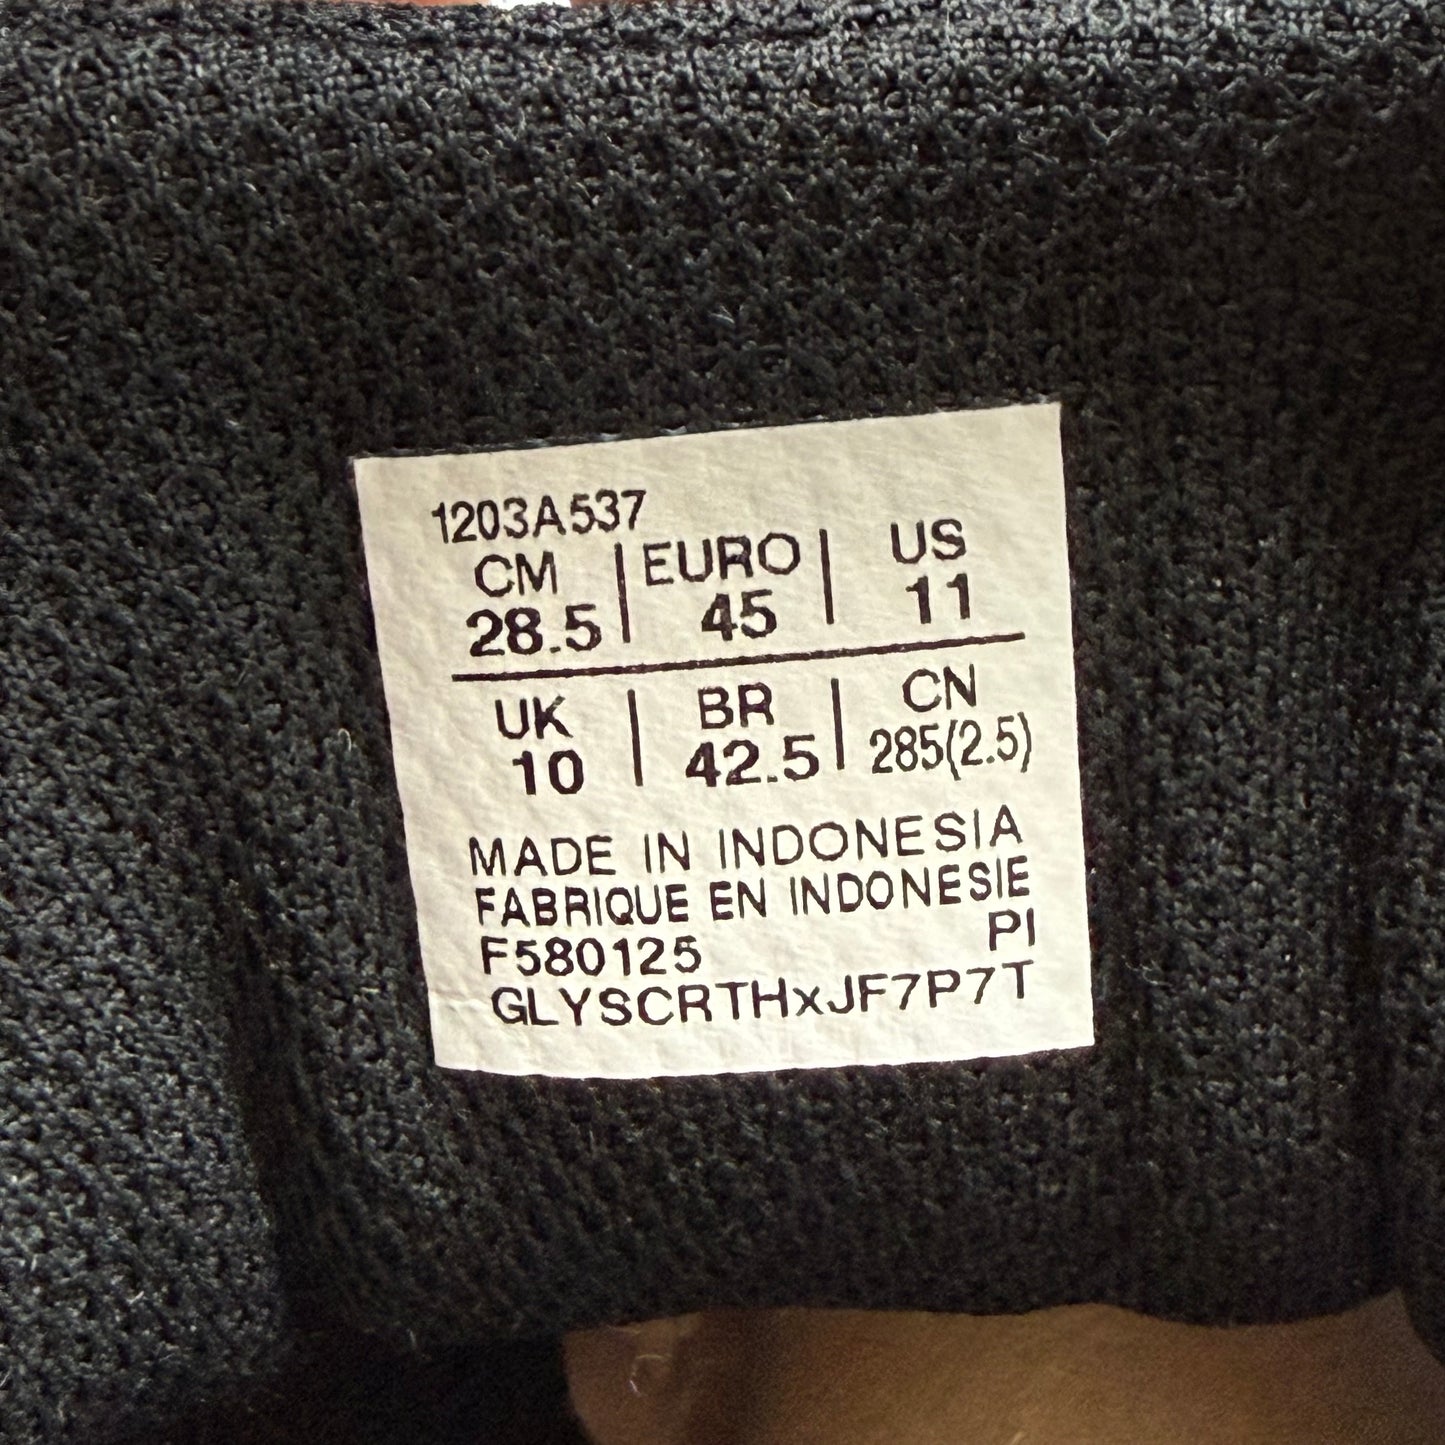 1203A537
CM | EURO | US
28.5 | 45 | 11
UK | BR | CN
10 | 42.5 | 285(2.5)
MADE IN INDONESIA
FABRIQUE EN INDONESIE
F580125 PI
GLYSCRTHxJF7P7T